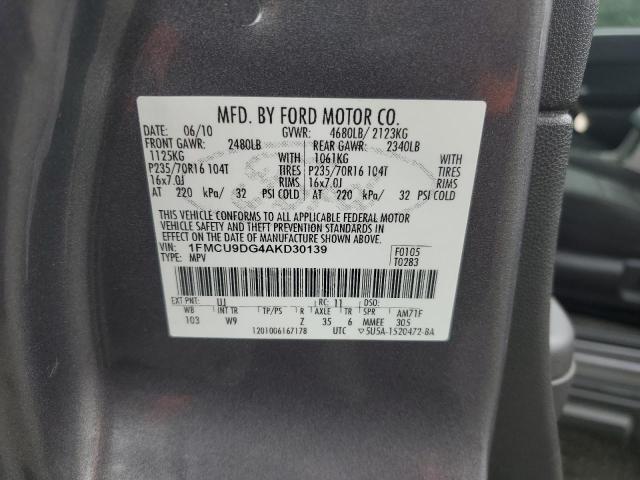 MFD. BY FORD MOTOR CO.
DATE: 06/10 GVWR: 4680LB/ 2123KG
FRONT GAWR: 2480LB REAR GAWR: 2340LB
1125KG WITH 1061KG WITH
P235/70R16 104T TIRES P235/70R16 104T TIRES
16x7.0J RIMS 16x7.0J RIMS
AT 220 kPa/ 32 PSI COLD AT 220 kPa/ 32 PSI COLD
THIS VEHICLE CONFORMS TO ALL APPLICABLE FEDERAL MOTOR
VEHICLE SAFETY AND THEFT PREVENTION STANDARDS IN
EFFECT ON THE DATE OF MANUFACTURE SHOWN ABOVE.
VIN: 1FMCU9DG4AKD30139 F0105
TYPE: MPV T0283
EXT PNT: UJ RC: 11 DSO:
WB INT TR TP/PS R AXLE TR SPR AM71F
103 W9 Z 35 6 MMEE 305
1201006167178 UTC ▽5U5A-1520472-BA